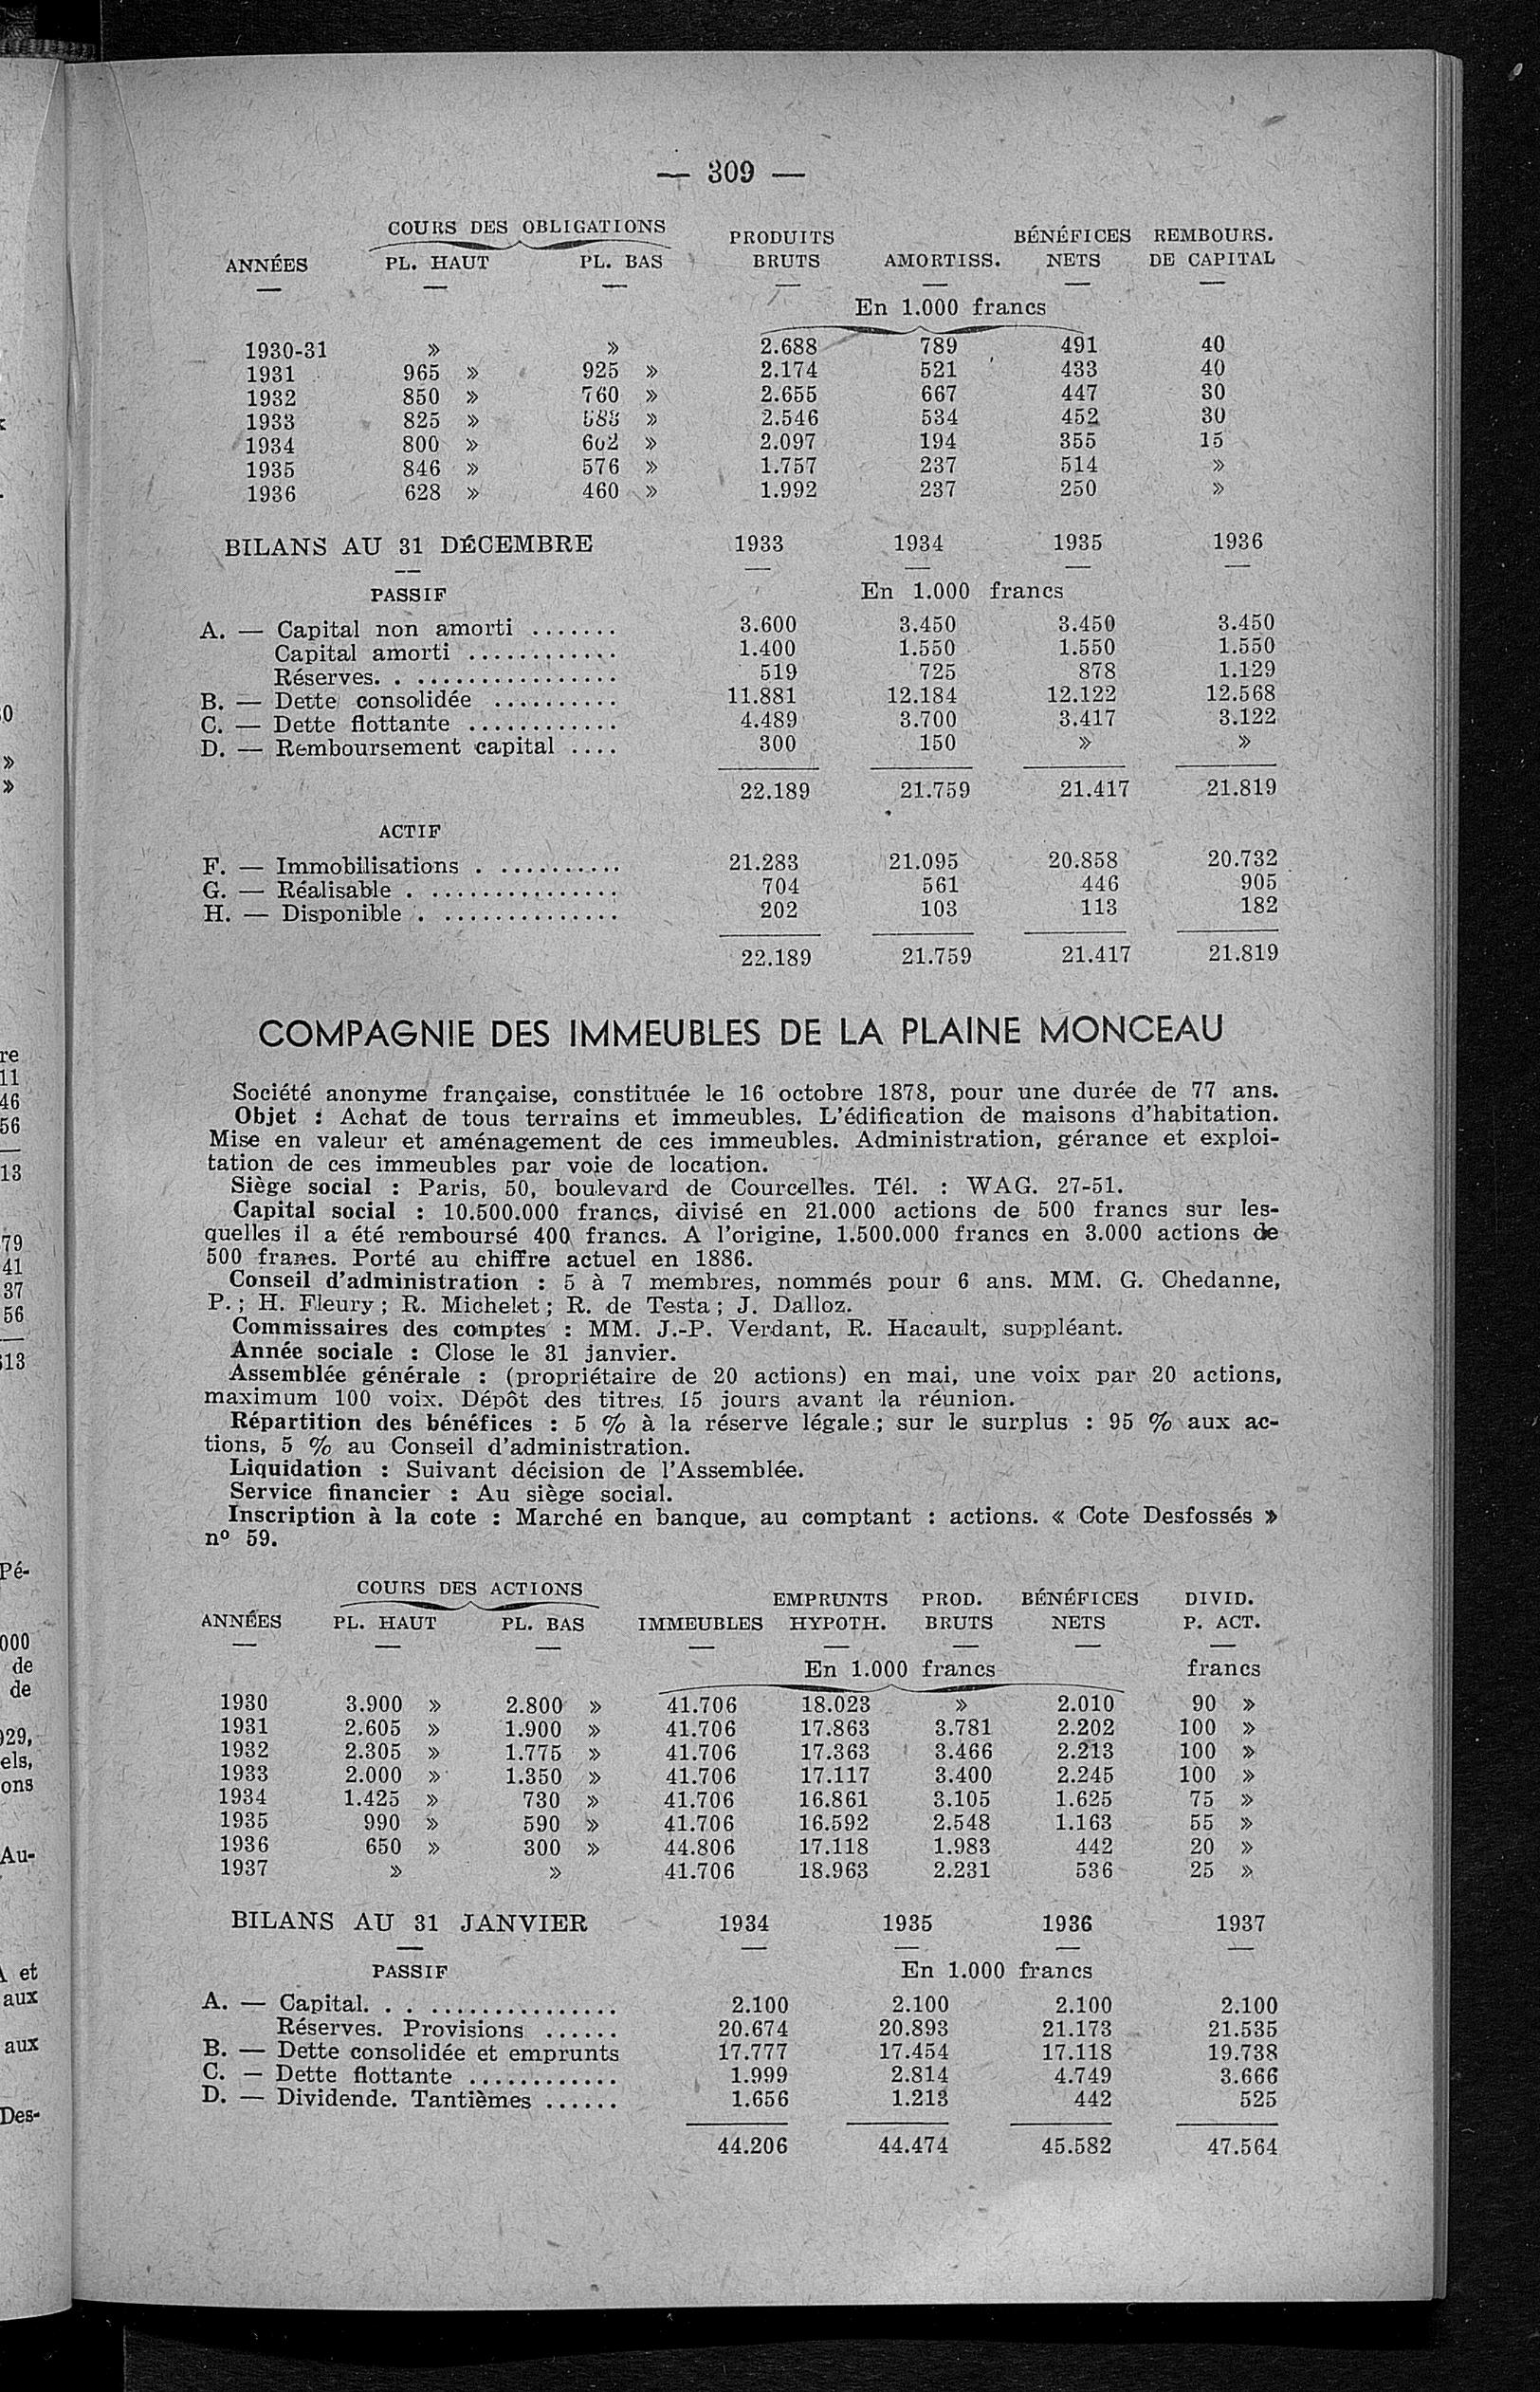 — 309 —
COURS DES OBLIGATIONS PRODUITS BÉNÉFICES REMBOURS.
ANNÉES PL. HAUT PL. BAS BRUTS AMORTISS. NETS DE CAPITAL
En 1.000 francs
1930-31 » » 2.688 789 491 40
1931 965 » 925 » 2.174 521 433 40
1932 850 » 760 » 2.655 667 447 30
1933 825 » » 2.546 534 452 30
1934 800 » 602 » 2.097 194 355 15
1935 846 » 576 » 1.757 237 514 »
1936 628 » 460 » 1.992 237 250 »
BILANS AU 31 DÉCEMBRE 1933 1934 1935 1936
PASSIF En 1.000 francs
A. — Capital non amorti ....... 3.600 3.450 3.450 3.450
Capital amorti ............ 1.400 1.550 1.550 1.550
Réserves. . ................ 519 725 878 1.129
B. — Dette consolidée .......... 11.881 12.184 12.122 12.568
C. — Dette flottante ............ 4.489 3.700 3.417 3.122
D. — Remboursement capital .... 300 150 » »
22.189 21.759 21.417 21.819
ACTIF
F. — Immobilisations . .......... 21.283 21.095 20.858 20.732
G. — Réalisable . ............... 704 561 446 905
H. — Disponible . .............. 202 103 113 182
22.189 21.759 21.417 21.819
COMPAGNIE DES IMMEUBLES DE LA PLAINE MONCEAU
Société anonyme française, constituée le 16 octobre 1878, pour une durée de 77 ans.
Objet : Achat de tous terrains et immeubles. L'édification de maisons d'habitation.
Mise en valeur et aménagement de ces immeubles. Administration, gérance et exploi-
tation de ces immeubles par voie de location.
Siège social : Paris, 50, boulevard de Courcelles. Tél. : WAG. 27-51.
Capital social : 10.500.000 francs, divisé en 21.000 actions de 500 francs sur les-
quelles il a été remboursé 400 francs. A l'origine, 1.500.000 francs en 3.000 actions de
500 francs. Porté au chiffre actuel en 1886.
Conseil d'administration : 5 à 7 membres, nommés pour 6 ans. MM. G. Chedanne,
P. ; H. Fleury ; R. Michelet ; R. de Testa ; J. Dalloz.
Commissaires des comptes : MM. J.-P. Verdant, R. Hacault, suppléant.
Année sociale : Close le 31 janvier.
Assemblée générale : (propriétaire de 20 actions) en mai, une voix par 20 actions,
maximum 100 voix. Dépôt des titres 15 jours avant la réunion.
Répartition des bénéfices : 5 % à la réserve légale ; sur le surplus : 95 % aux ac-
tions, 5 % au Conseil d'administration.
Liquidation : Suivant décision de l'Assemblée.
Service financier : Au siège social.
Inscription à la cote : Marché en banque, au comptant : actions. « Cote Desfossés »
nº 59.
COURS DES ACTIONS EMPRUNTS PROD. BÉNÉFICES DIVID.
ANNÉES PL. HAUT PL. BAS IMMEUBLES HYPOTH. BRUTS NETS P. ACT.
En 1.000 francs francs
1930 3.900 » 2.800 » 41.706 18.023 » 2.010 90 »
1931 2.605 » 1.900 » 41.706 17.863 3.781 2.202 100 »
1932 2.305 » 1.775 » 41.706 17.363 3.466 2.213 100 »
1933 2.000 » 1.350 » 41.706 17.117 3.400 2.245 100 »
1934 1.425 » 730 » 41.706 16.861 3.105 1.625 75 »
1935 990 » 590 » 41.706 16.592 2.548 1.163 55 »
1936 650 » 300 » 44.806 17.118 1.983 442 20 »
1937 » » 41.706 18.963 2.231 536 25 »
BILANS AU 31 JANVIER 1934 1935 1936 1937
PASSIF En 1.000 francs
A. — Capital. . . ............... 2.100 2.100 2.100 2.100
Réserves. Provisions ...... 20.674 20.893 21.173 21.535
B. — Dette consolidée et emprunts 17.777 17.454 17.118 19.738
C. — Dette flottante ............ 1.999 2.814 4.749 3.666
D. — Dividende. Tantièmes ...... 1.656 1.213 442 525
44.206 44.474 45.582 47.564